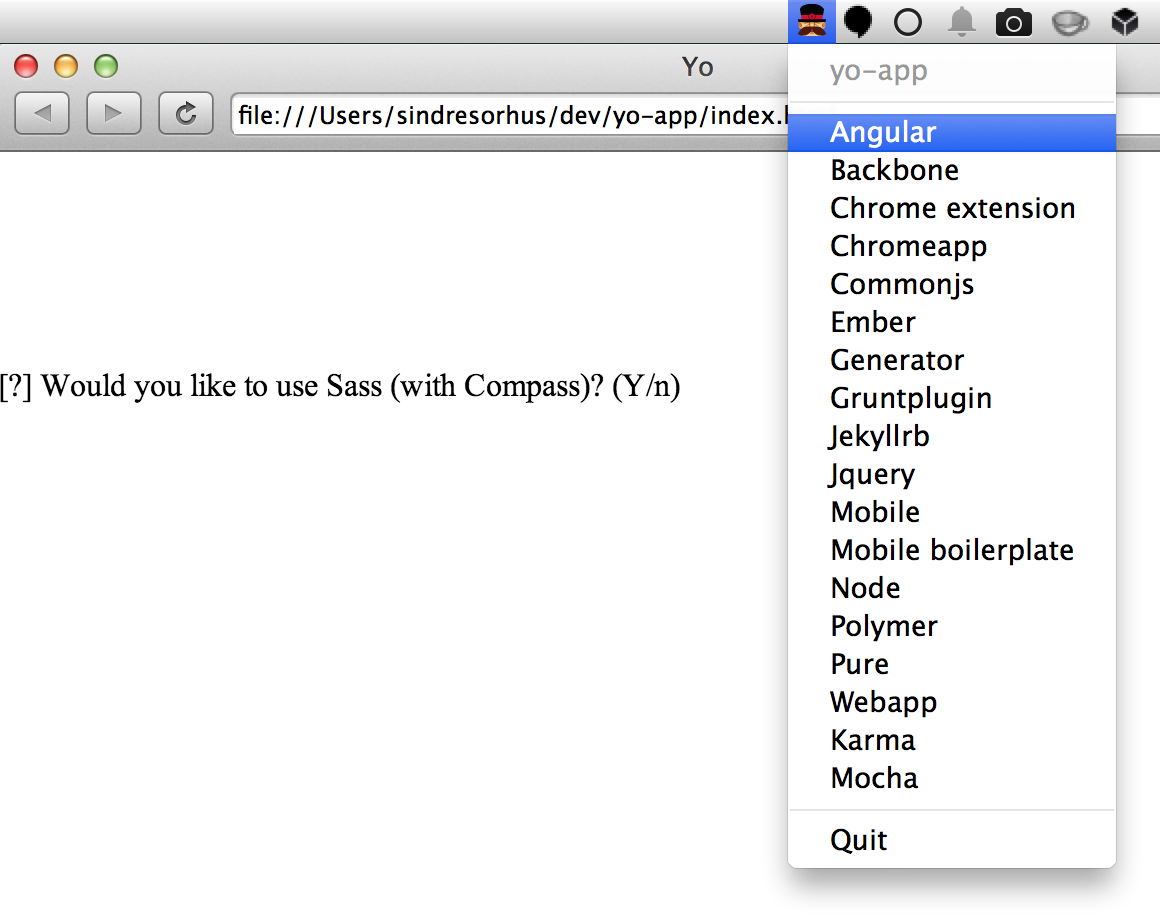 Yo
file:///Users/sindresorhus/dev/yo-app/index.
[?] Would you like to use Sass (with Compass)? (Y/n)
yo-app
Angular
Backbone
Chrome extension
Chromeapp
Commonjs
Ember
Generator
Gruntplugin
Jekyllrb
Jquery
Mobile
Mobile boilerplate
Node
Polymer
Pure
Webapp
Karma
Mocha
Quit